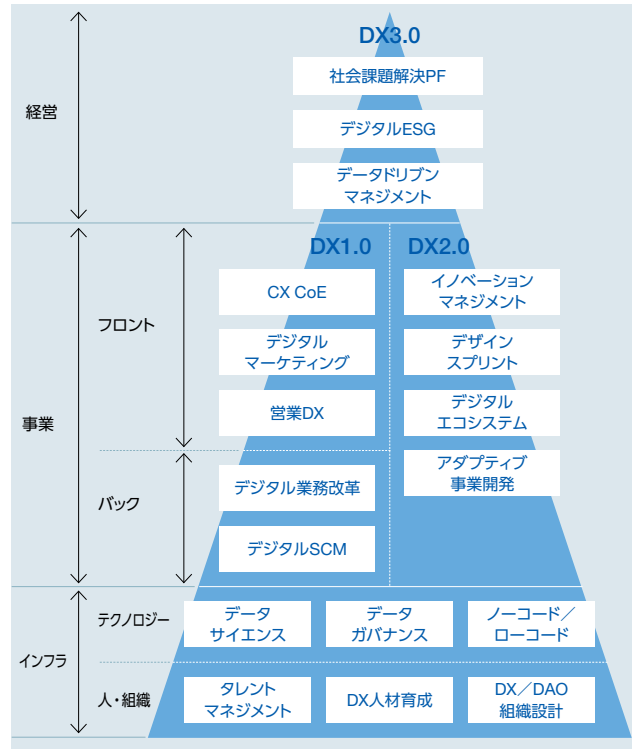 DX3.0
社会課題解決PF
経営
デジタルESG
データドリブン
マネジメント
DX1.0
DX2.0
フロント
CX CoE
イノベーション
マネジメント
デジタル
マーケティング
デザイン
スプリント
事業
営業DX
デジタル
エコシステム
バック
デジタル業務改革
アダプティブ
事業開発
デジタルSCM
インフラ
テクノロジー
データ
サイエンス
データ
ガバナンス
ノーコード／
ローコード
人・組織
タレント
マネジメント
DX人材育成
DX／DAO
組織設計